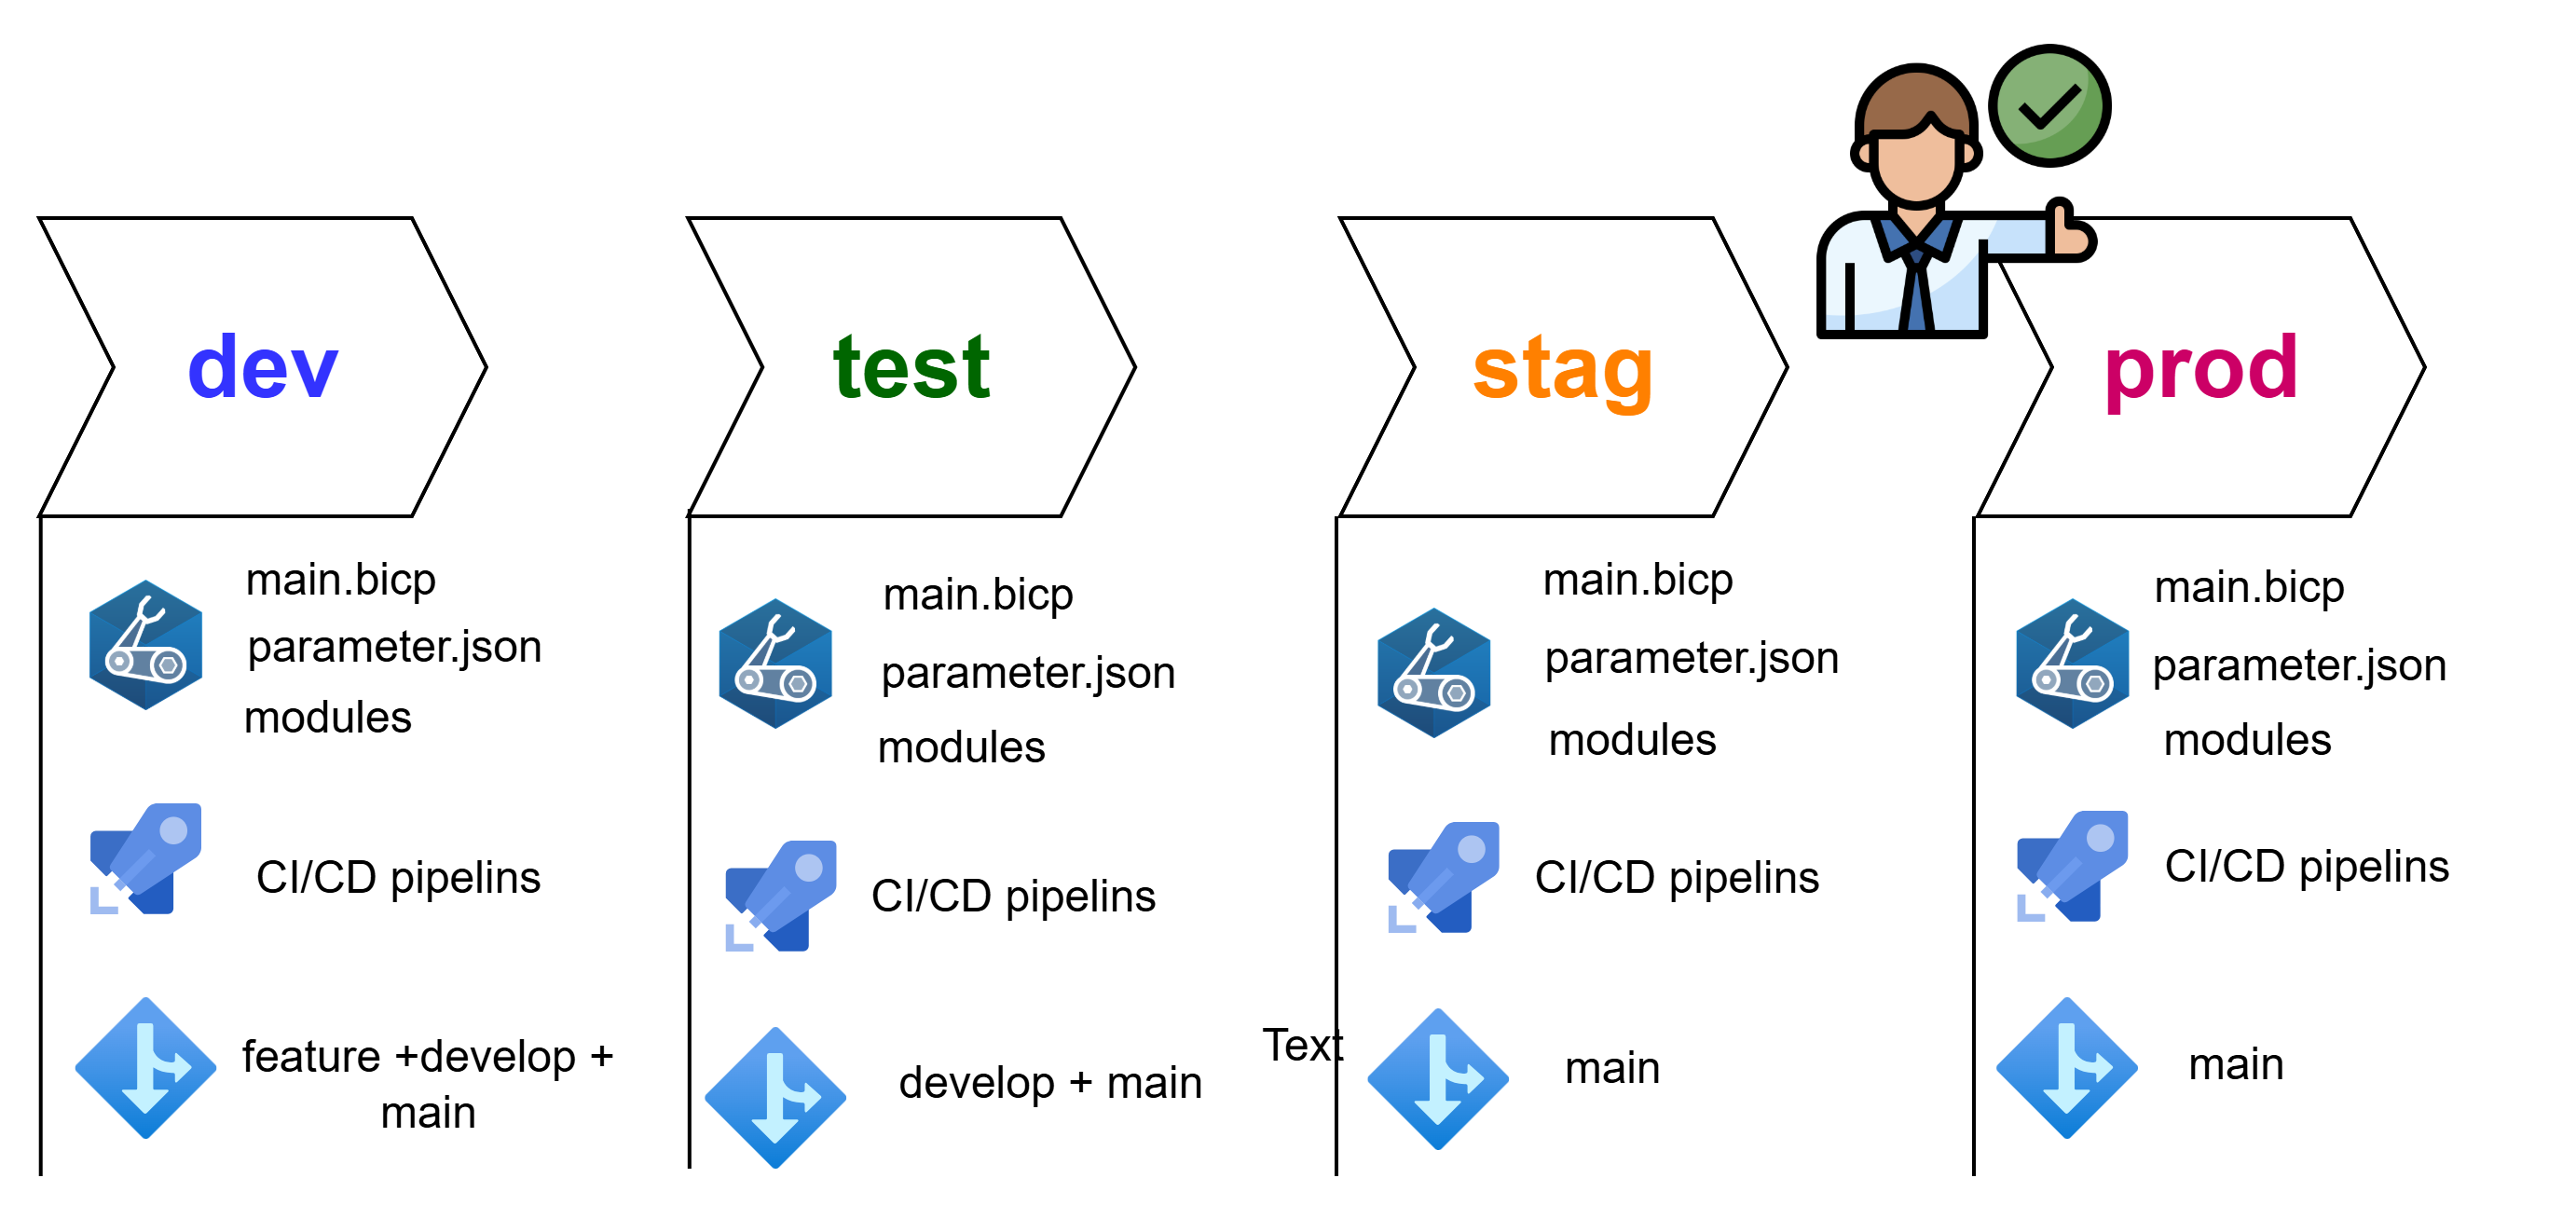 dev
test
stag
prod
main.bicp
parameter.json
modules
CI/CD pipelins
feature +develop +
main
main.bicp
parameter.json
modules
CI/CD pipelins
develop + main
main.bicp
parameter.json
modules
CI/CD pipelins
Text
main
main.bicp
parameter.json
modules
CI/CD pipelins
main